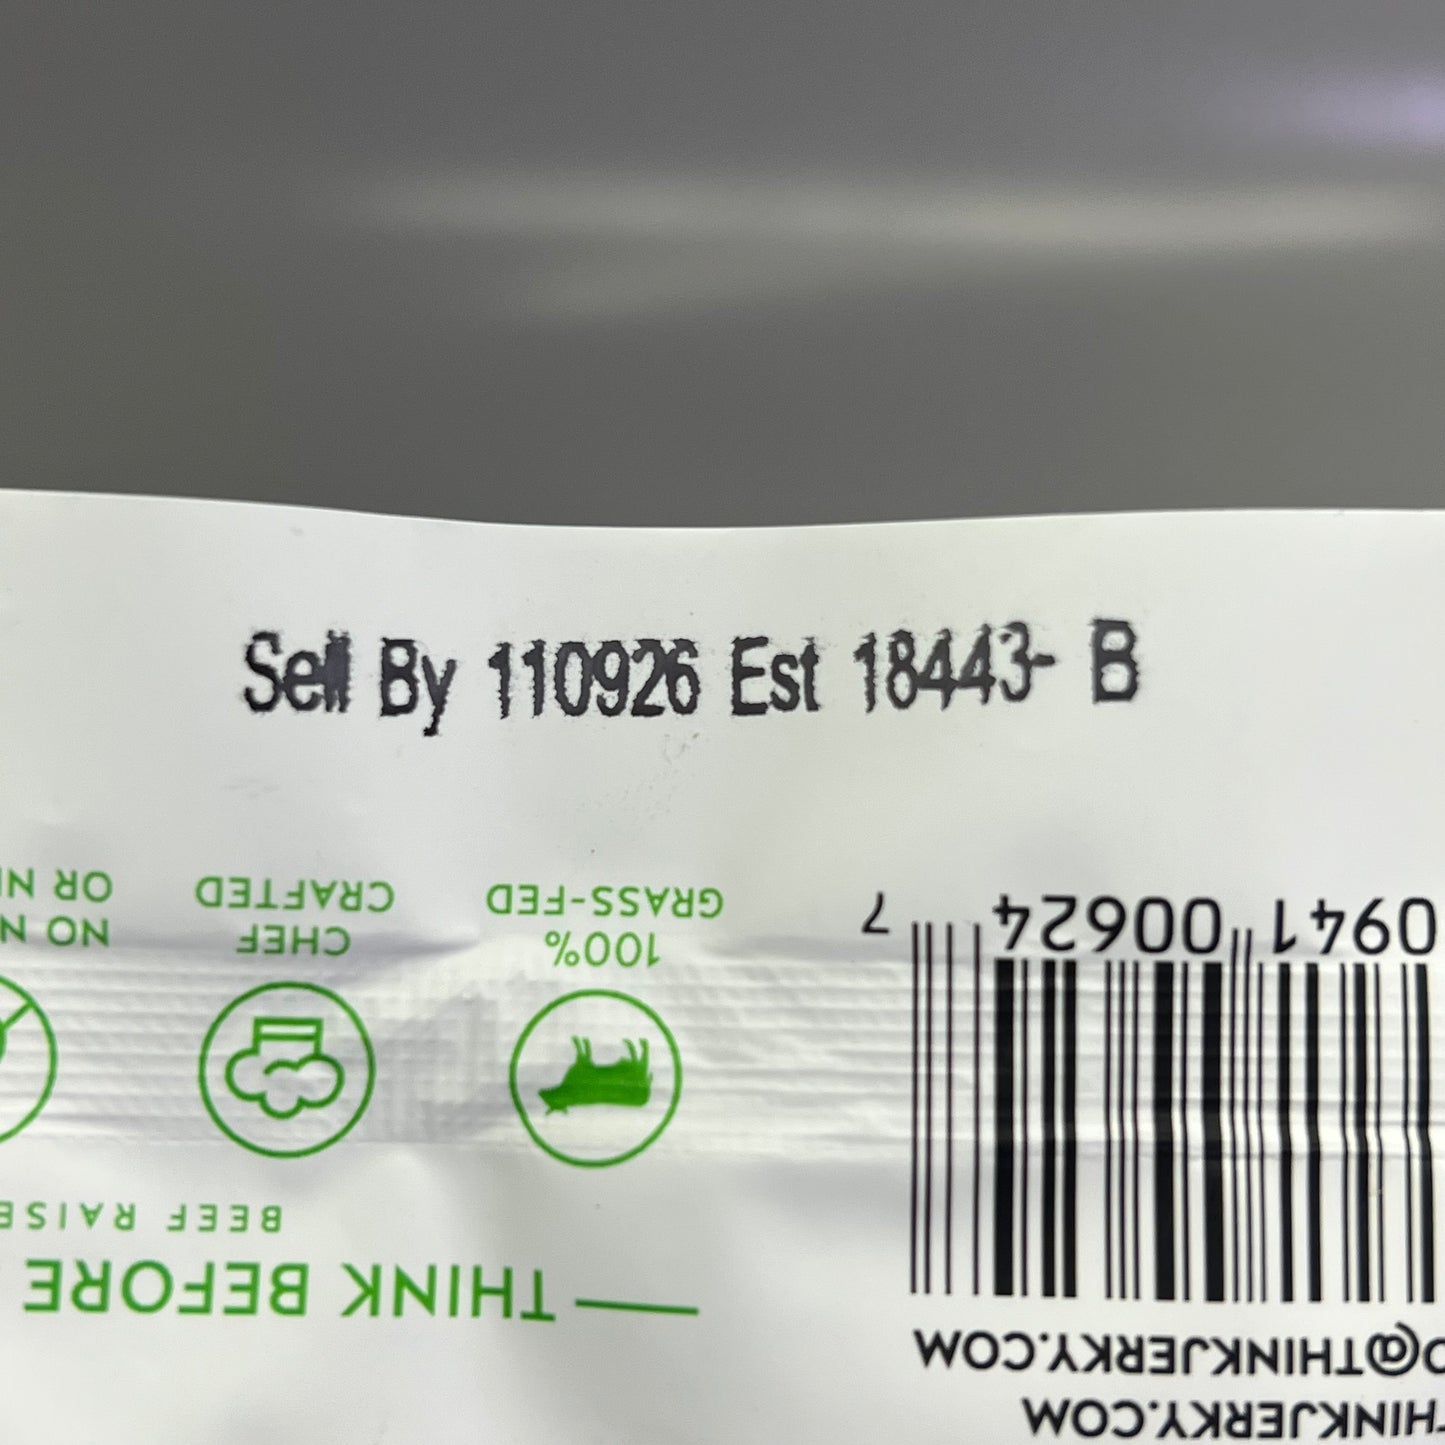 Sell By 110926 Est 18443- B
THINKJERKY.COM
O@THINKJERKY.COM
0941 00624 7
THINK BEFORE
BEEF RAISE
100%
GRASS-FED
CHEF
CRAFTED
NO N
OR N